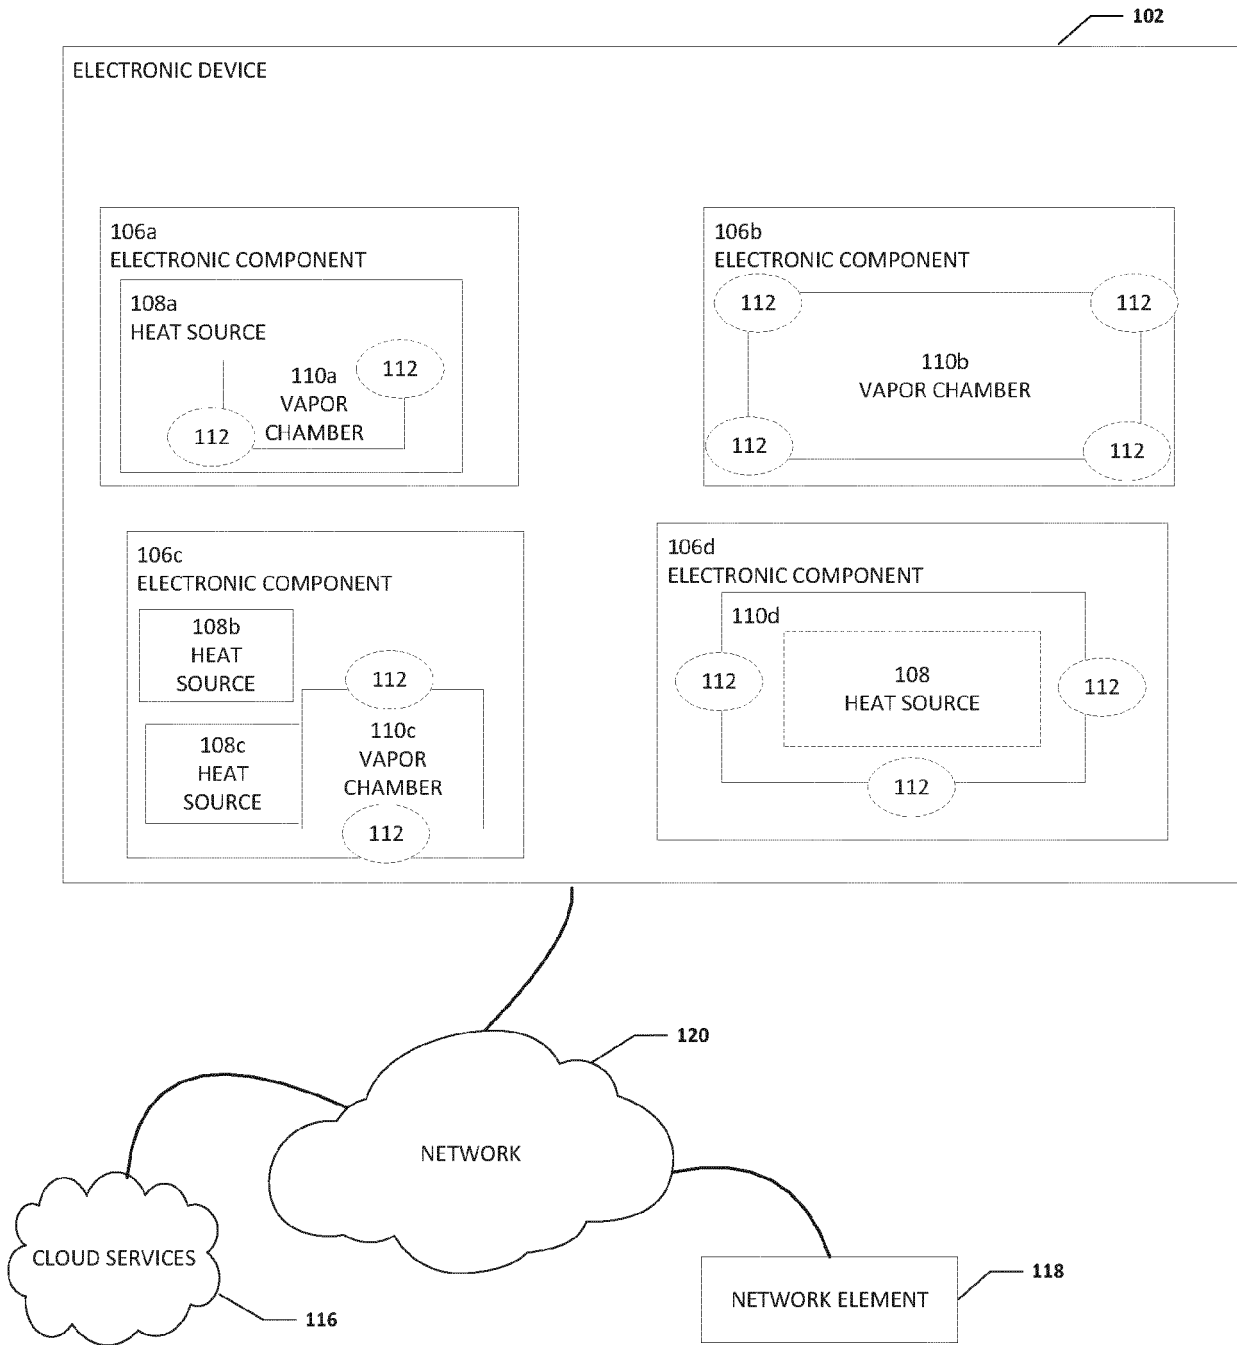 102
ELECTRONIC DEVICE
106a
ELECTRONIC COMPONENT
108a
HEAT SOURCE
110a
VAPOR
CHAMBER
112
112
106b
ELECTRONIC COMPONENT
112
112
110b
VAPOR CHAMBER
112
112
106c
ELECTRONIC COMPONENT
108b
HEAT
SOURCE
112
108c
HEAT
SOURCE
110c
VAPOR
CHAMBER
112
106d
ELECTRONIC COMPONENT
110d
112
108
HEAT SOURCE
112
112
120
NETWORK
CLOUD SERVICES
116
NETWORK ELEMENT
118